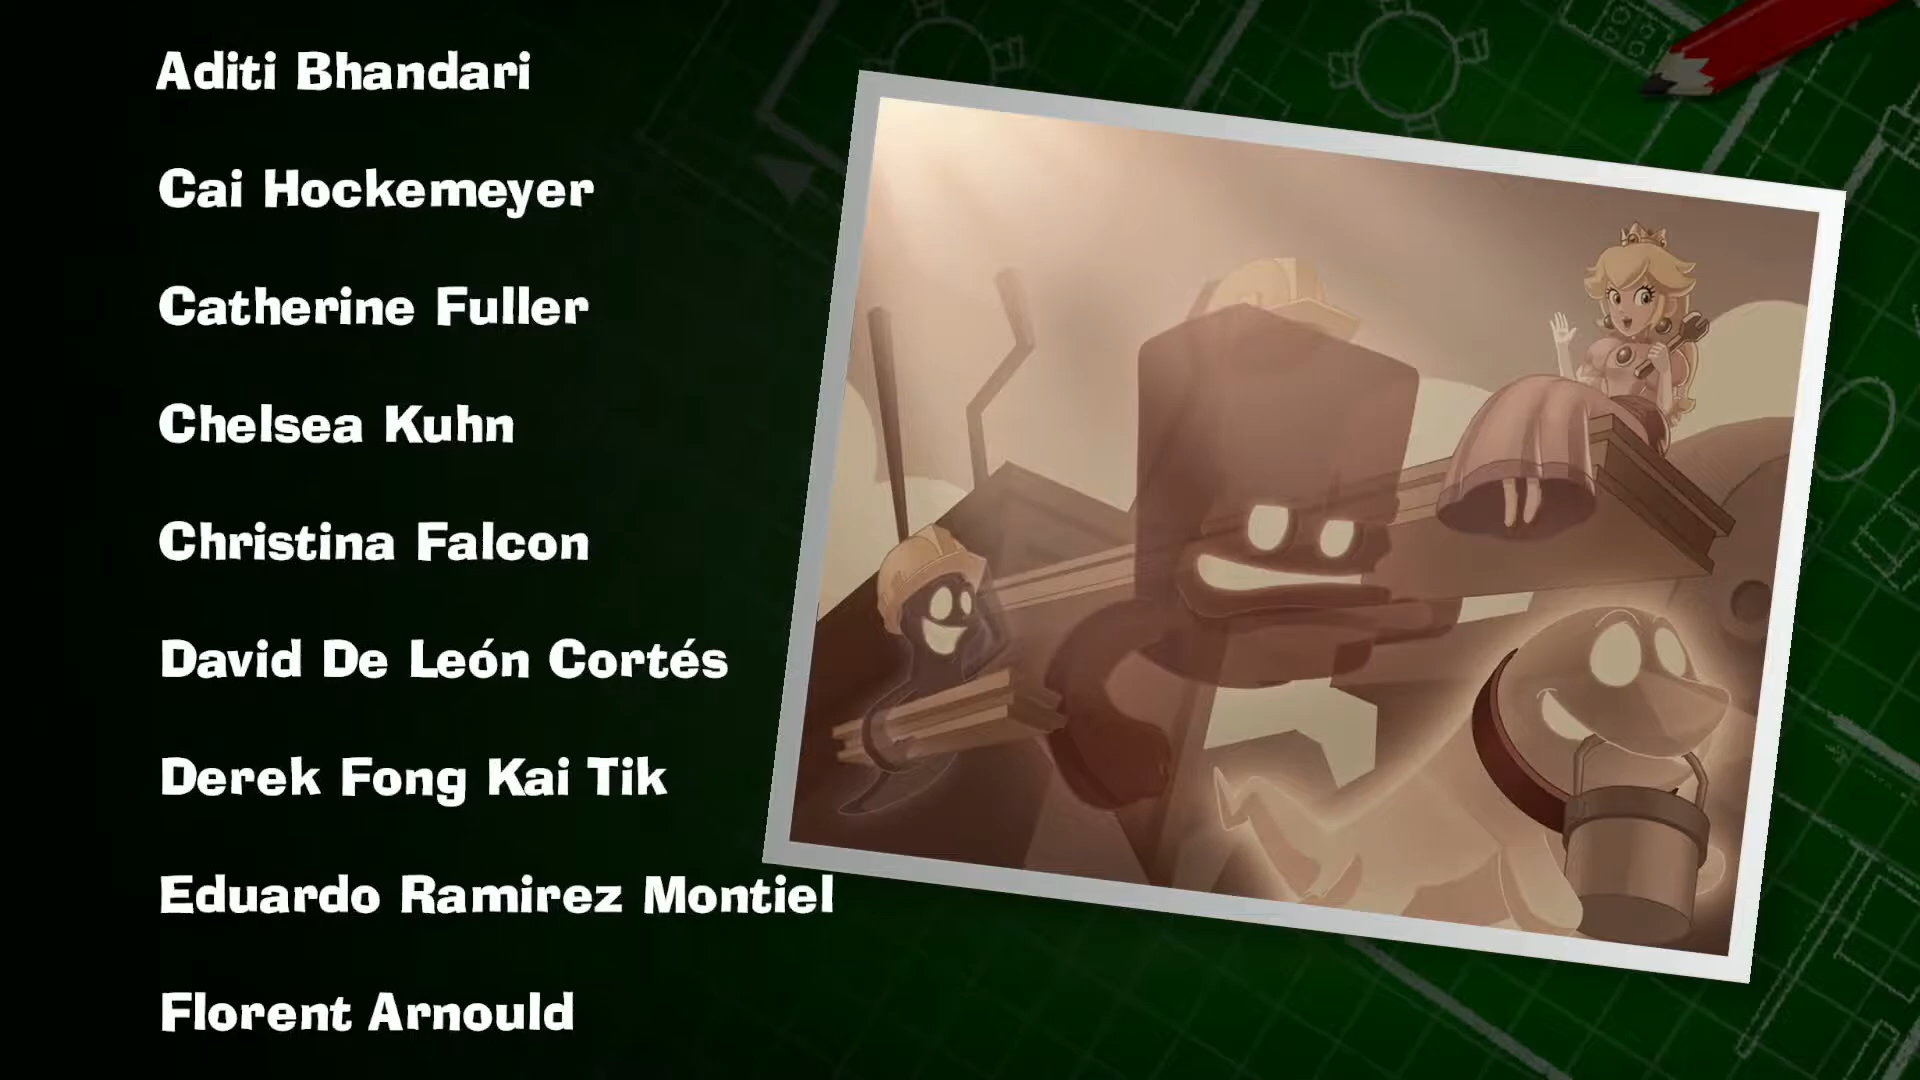 Aditi Bhandari
Cai Hockemeyer
Catherine Fuller
Chelsea Kuhn
Christina Falcon
David De León Cortés
Derek Fong Kai Tik
Eduardo Ramirez Montiel
Florent Arnould